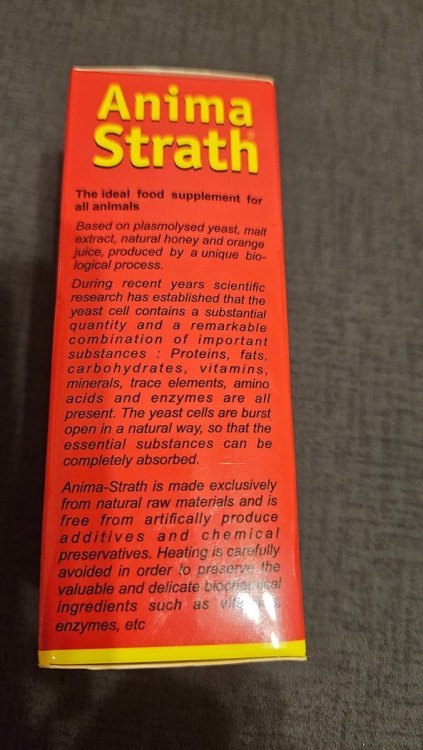 Anima
Strath®
The ideal food supplement for
all animals
Based on plasmolysed yeast, malt
extract, natural honey and orange
juice, produced by a unique bio-
logical process.
During recent years scientific
research has established that the
yeast cell contains a substantial
quantity and a remarkable
combination of important
substances : Proteins, fats,
carbohydrates, vitamins,
minerals, trace elements, amino
acids and enzymes are all
present. The yeast cells are burst
open in a natural way, so that the
essential substances can be
completely absorbed.
Anima-Strath is made exclusively
from natural raw materials and is
free from artifically produce
additives and chemical
preservatives. Heating is carefully
avoided in order to preserve the
valuable and delicate biochemical
ingredients such as vitamins,
enzymes, etc